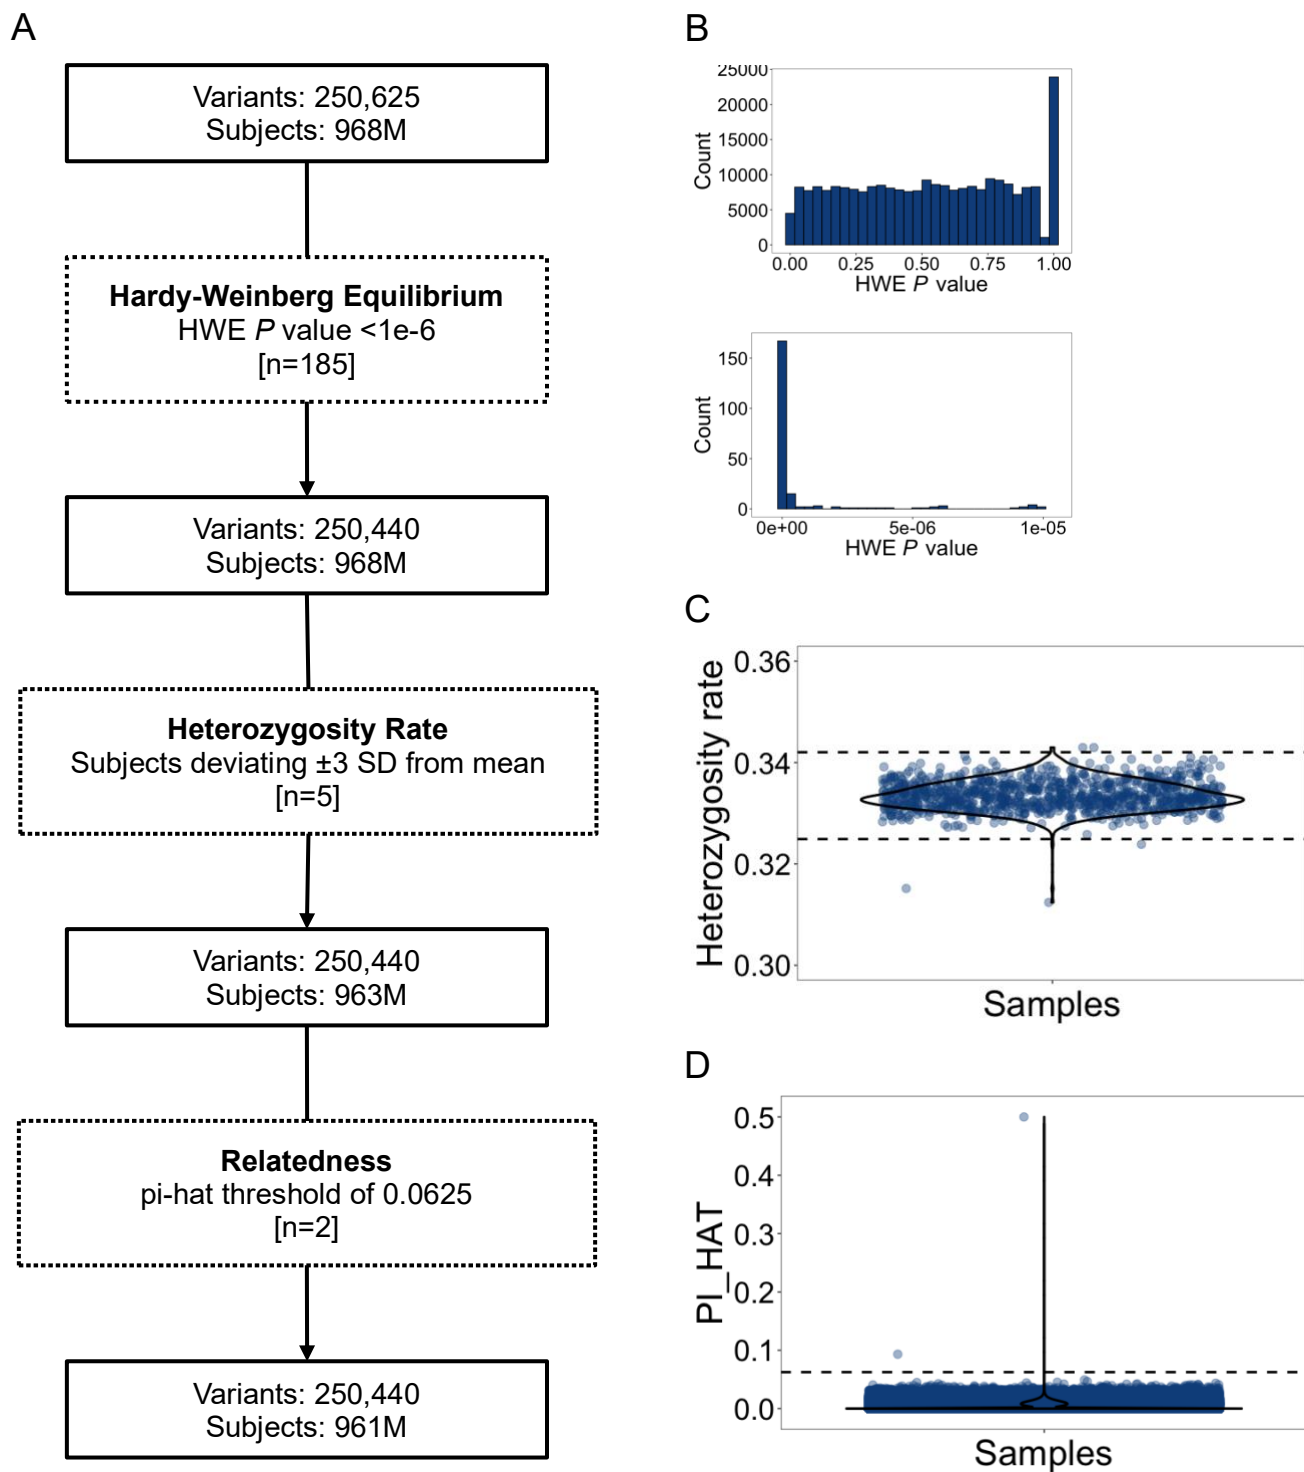 A
Variants: 250,625
Subjects: 968M
Hardy-Weinberg Equilibrium
HWE P value <1e-6
[n=185]
Variants: 250,440
Subjects: 968M
Heterozygosity Rate
Subjects deviating ±3 SD from mean
[n=5]
Variants: 250,440
Subjects: 963M
Relatedness
pi-hat threshold of 0.0625
[n=2]
Variants: 250,440
Subjects: 961M
B
25000
20000
15000
10000
5000
0
Count
0.00 0.25 0.50 0.75 1.00
HWE P value
150
100
50
0
Count
0e+00 5e-06 1e-05
HWE P value
C
0.36
0.34
0.32
0.30
Heterozygosity rate
Samples
D
0.5
0.4
0.3
0.2
0.1
0.0
PI_HAT
Samples